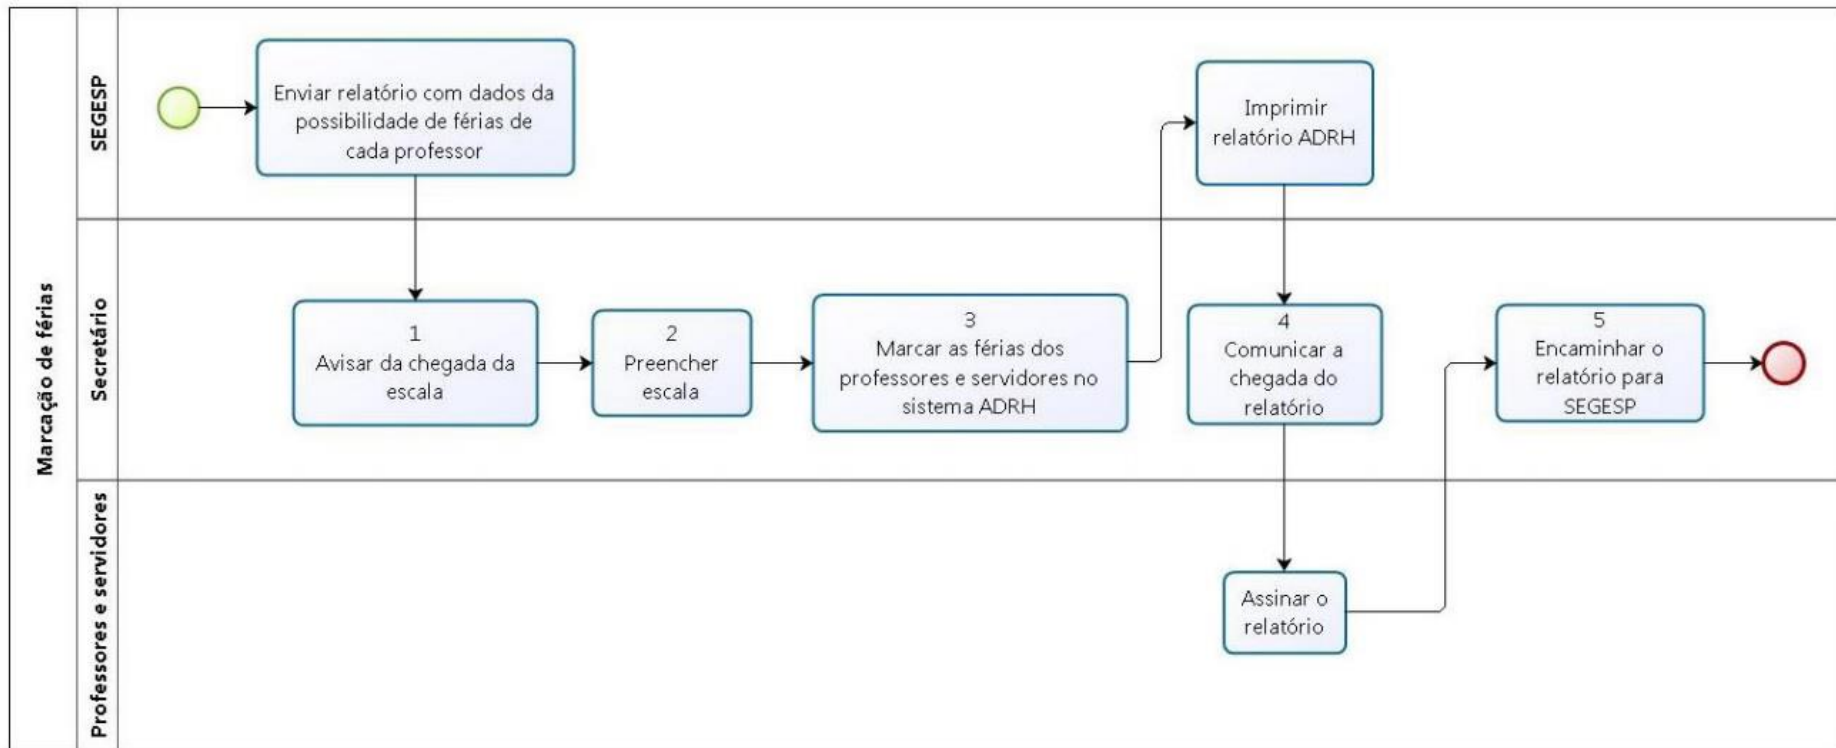 Marcação de férias
SEGESP
Enviar relatório com dados da
possibilidade de férias de
cada professor
Imprimir
relatório ADRH
Secretário
1
Avisar da chegada da
escala
2
Preencher
escala
3
Marcar as férias dos
professores e servidores no
sistema ADRH
4
Comunicar a
chegada do
relatório
5
Encaminhar o
relatório para
SEGESP
Professores e servidores
Assinar o
relatório